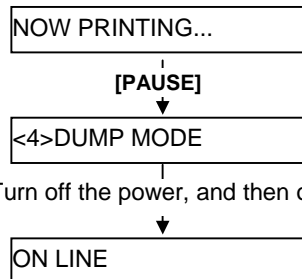 NOW PRINTING...
[PAUSE]
<4>DUMP MODE
Turn off the power, and then
ON LINE